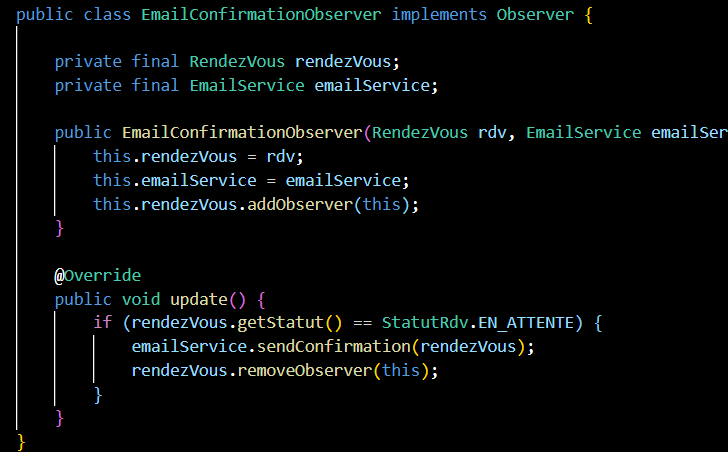 public class EmailConfirmationObserver implements Observer {
private final RendezVous rendezVous;
private final EmailService emailService;
public EmailConfirmationObserver(RendezVous rdv, EmailService emailSer
this.rendezVous = rdv;
this.emailService = emailService;
this.rendezVous.addObserver(this);
}
@Override
public void update() {
if (rendezVous.getStatut() == StatutRdv.EN_ATTENTE) {
emailService.sendConfirmation(rendezVous);
rendezVous.removeObserver(this);
}
}
}